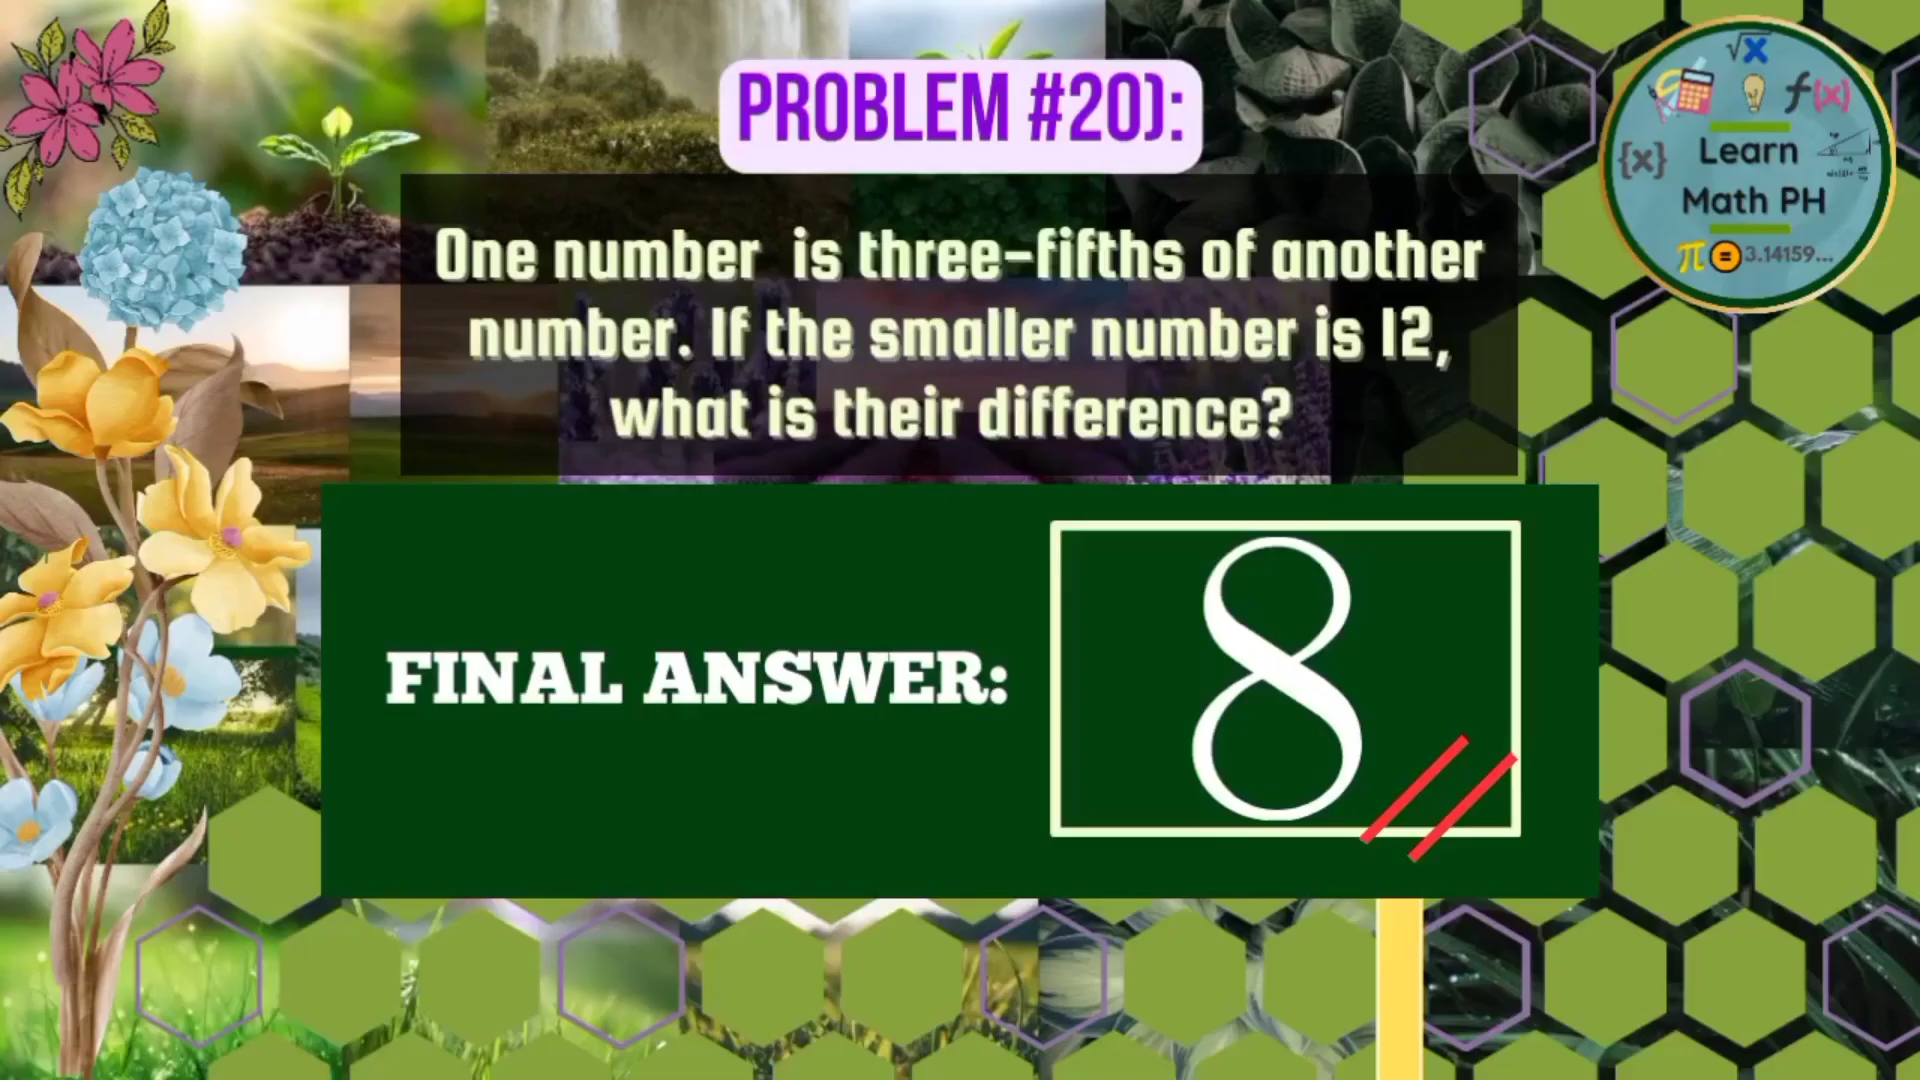 PROBLEM #20):
One number is three-fifths of another
number. If the smaller number is 12,
what is their difference?
FINAL ANSWER:
8
√x
f(x)
{x}
Learn
Math PH
π = 3.14159...